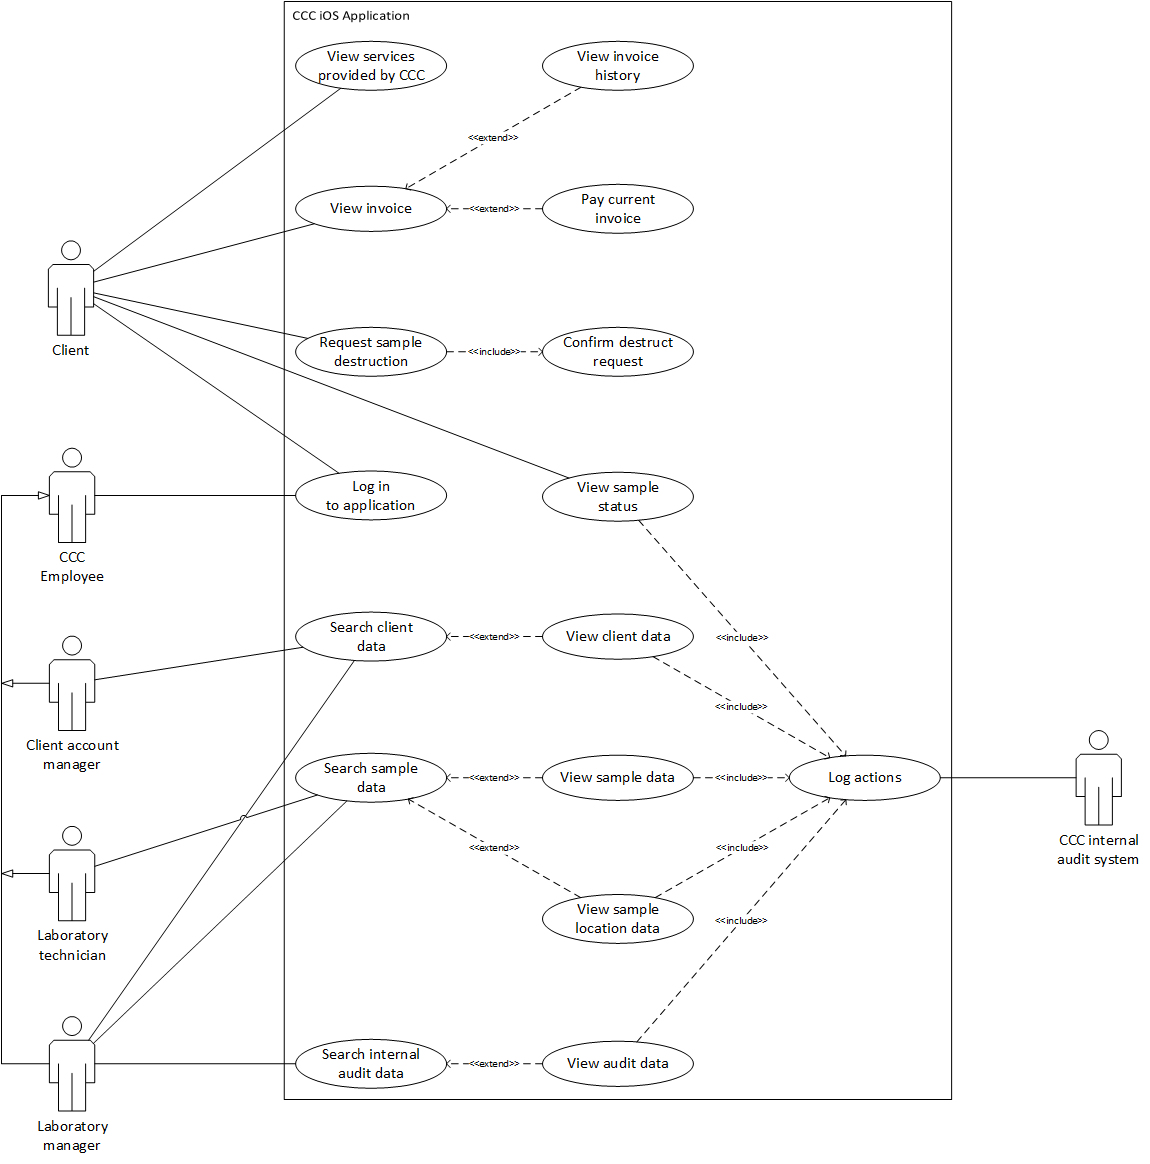 CCC iOS Application
View services
provided by CCC
View invoice
history
<<extend>>
View invoice
<<extend>>
Pay current
invoice
Client
Request sample
destruction
<<include>>
Confirm destruct
request
Log in
to application
View sample
status
CCC
Employee
Search client
data
<<extend>>
View client data
<<include>>
<<include>>
Client account
manager
Search sample
data
<<extend>>
View sample data
<<include>>
Log actions
CCC internal
audit system
<<extend>>
<<include>>
View sample
location data
<<include>>
Laboratory
technician
Search internal
audit data
<<extend>>
View audit data
Laboratory
manager